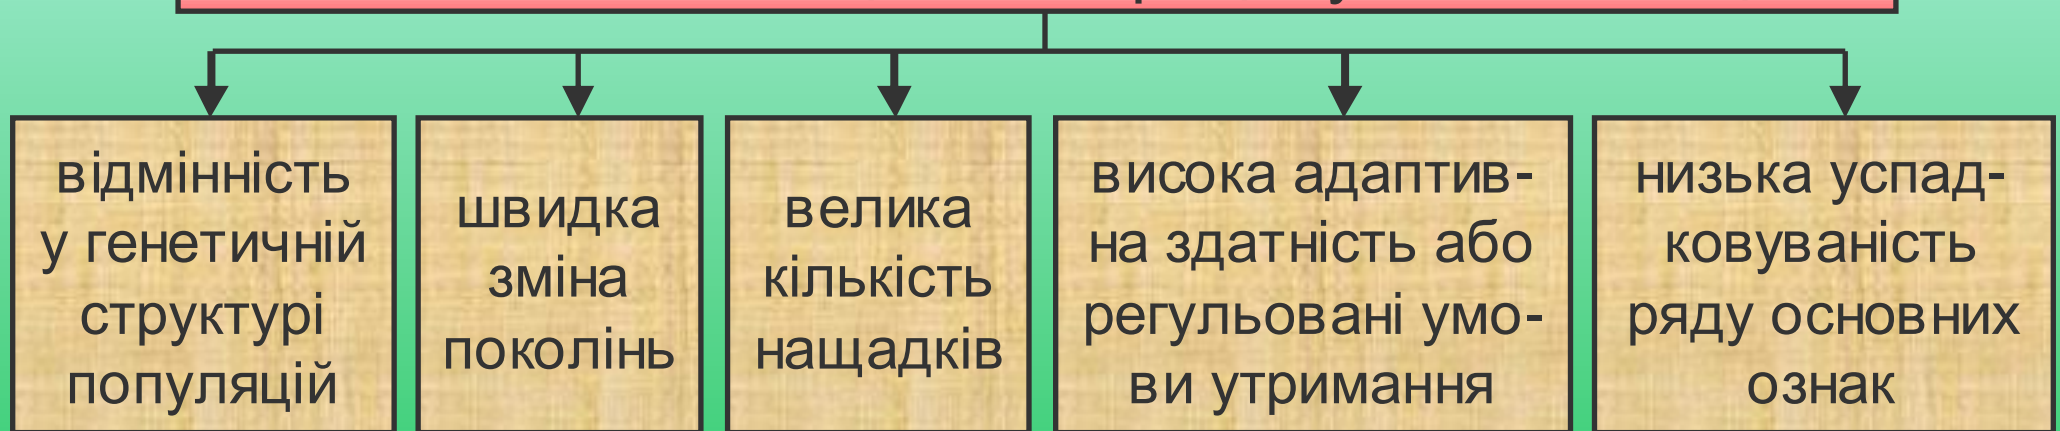 відмінність
у генетичній
структурі
популяцій
швидка
зміна
поколінь
велика
кількість
нащадків
висока адаптив-
на здатність або
регульовані умо-
ви утримання
низька успад-
ковуваність
ряду основних
ознак